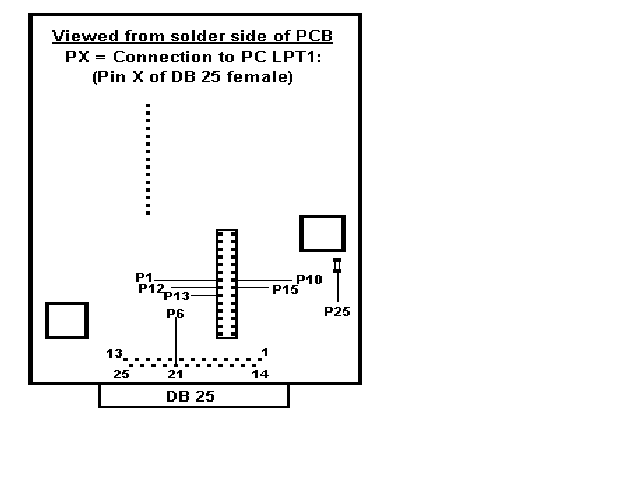 Viewed from solder side of PCB
PX = Connection to PC LPT1:
(Pin X of DB 25 female)
P1
P10
P12
P15
P13
P6
P25
13
1
25
21
14
DB 25